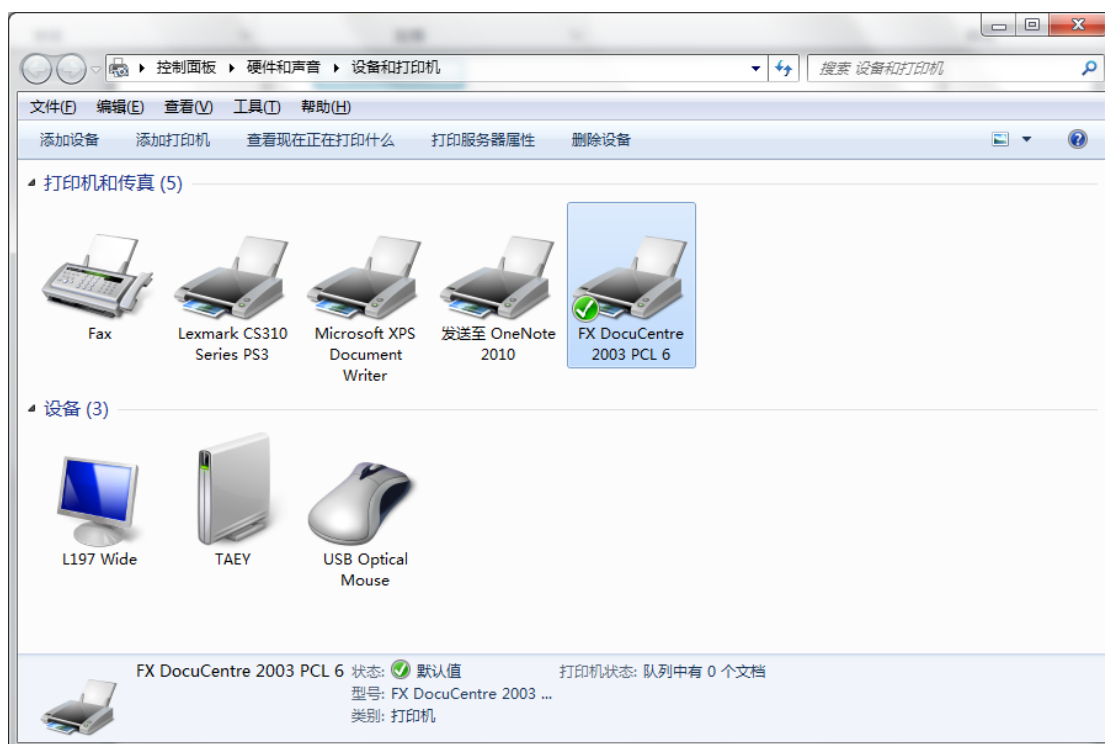 控制面板 硬件和声音 设备和打印机 搜索 设备和打印机
文件(F) 编辑(E) 查看(V) 工具(T) 帮助(H)
添加设备 添加打印机 查看现在正在打印什么 打印服务器属性 删除设备
打印机和传真 (5)
Fax
Lexmark CS310
Series PS3
Microsoft XPS
Document
Writer
发送至 OneNote
2010
FX DocuCentre
2003 PCL 6
设备 (3)
L197 Wide
TAEY
USB Optical
Mouse
FX DocuCentre 2003 PCL 6 状态: 默认值 打印机状态: 队列中有 0 个文档
型号: FX DocuCentre 2003 ...
类别: 打印机